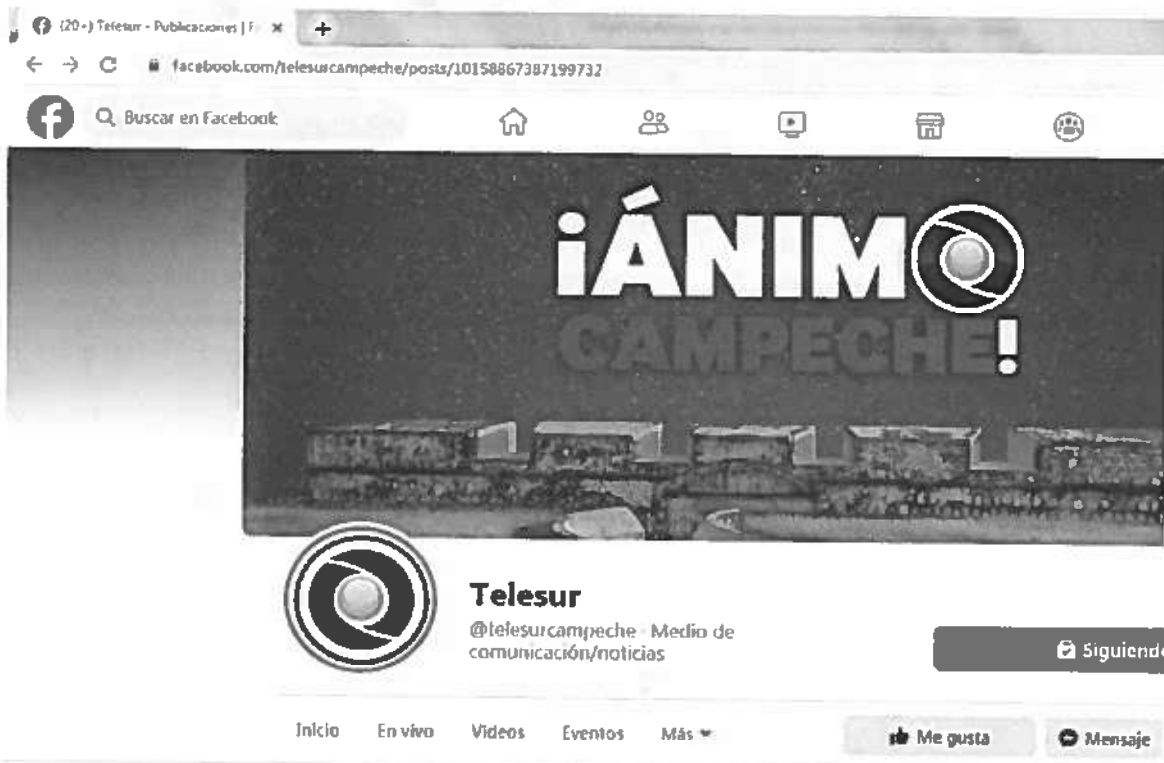 (20+) Telesur - Publicaciones | F
facebook.com/telesurcampeche/posts/10158867387199732
Buscar en Facebook
¡ÁNIMO
CAMPECHE!
Telesur
@telesurcampeche · Medio de
comunicación/noticias
Siguiendo
Inicio En vivo Videos Eventos Más Me gusta Mensaje